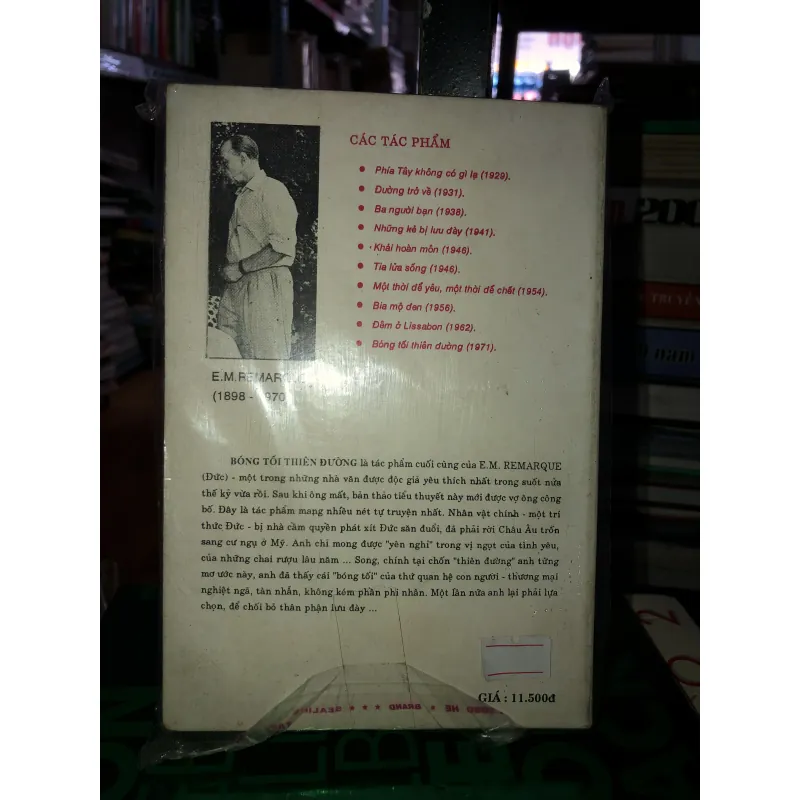 CÁC TÁC PHẨM
Phía Tây không có gì lạ (1929).
Đường trở về (1931).
Ba người bạn (1938).
Những kẻ bị lưu đày (1941).
Khải hoàn môn (1946).
Tia lửa sống (1946).
Một thời để yêu, một thời để chết (1954).
Bia mộ đen (1956).
Đêm ở Lissabon (1962).
Bóng tối thiên đường (1971).
E.M.REMARQUE
(1898 - 1970)
BÓNG TỐI THIÊN ĐƯỜNG là tác phẩm cuối cùng của E.M. REMARQUE
(Đức) - một trong những nhà văn được độc giả yêu thích nhất trong suốt nửa
thế kỷ vừa rồi. Sau khi ông mất, bản thảo tiểu thuyết này mới được vợ ông công
bố. Đây là tác phẩm mang nhiều nét tự truyện nhất. Nhân vật chính - một trí
thức Đức - bị nhà cầm quyền phát xít Đức săn đuổi, đã phải rời Châu Âu trốn
sang cư ngụ ở Mỹ. Anh chỉ mong được "yên nghỉ" trong vị ngọt của tình yêu,
của những chai rượu lâu năm ... Song, chính tại chốn "thiên đường" anh từng
mơ ước này, anh đã thấy cái "bóng tối" của thứ quan hệ con người - thương mại
nghiệt ngã, tàn nhẫn, không kém phần phi nhân. Một lần nữa anh lại phải lựa
chọn, để chối bỏ thân phận lưu đày ...
GIÁ : 11.500đ
BRAND
200
TRUYỀN
năm